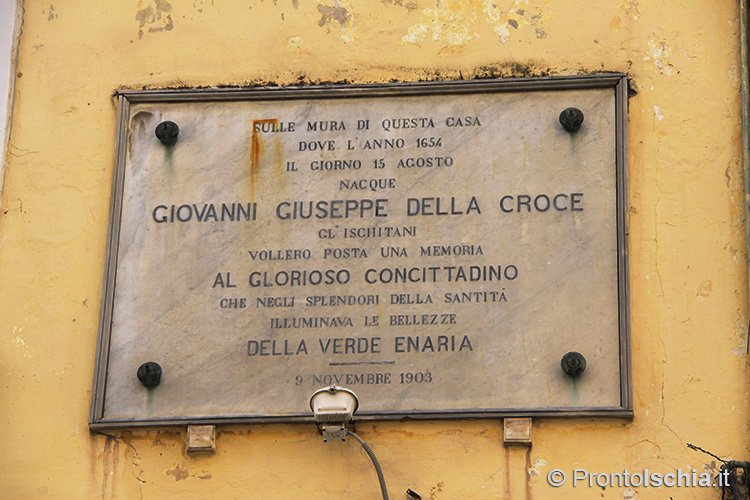 SULLE MURA DI QUESTA CASA
DOVE L'ANNO 1654
IL GIORNO 15 AGOSTO
NACQUE
GIOVANNI GIUSEPPE DELLA CROCE
GL'ISCHITANI
VOLLERO POSTA UNA MEMORIA
AL GLORIOSO CONCITTADINO
CHE NEGLI SPLENDORI DELLA SANTITÁ
ILLUMINAVA LE BELLEZZE
DELLA VERDE ENARIA
9 NOVEMBRE 1903
© ProntoIschia.it